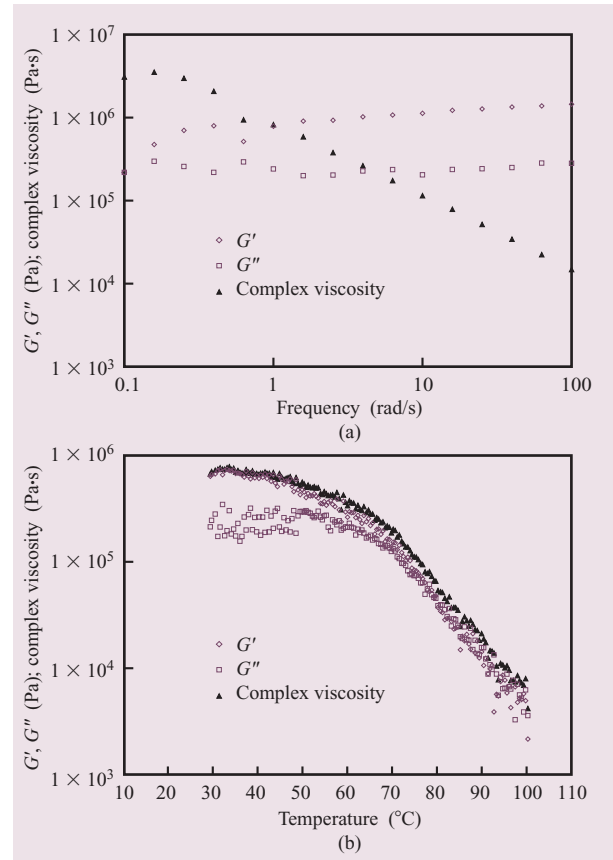 G′, G″ (Pa); complex viscosity (Pa·s)
1 × 10⁷
1 × 10⁶
1 × 10⁵
1 × 10⁴
1 × 10³
G′
G″
Complex viscosity
0.1 1 10 100
Frequency (rad/s)
(a)
G′, G″ (Pa); complex viscosity (Pa·s)
1 × 10⁶
1 × 10⁵
1 × 10⁴
1 × 10³
G′
G″
Complex viscosity
10 20 30 40 50 60 70 80 90 100 110
Temperature (°C)
(b)